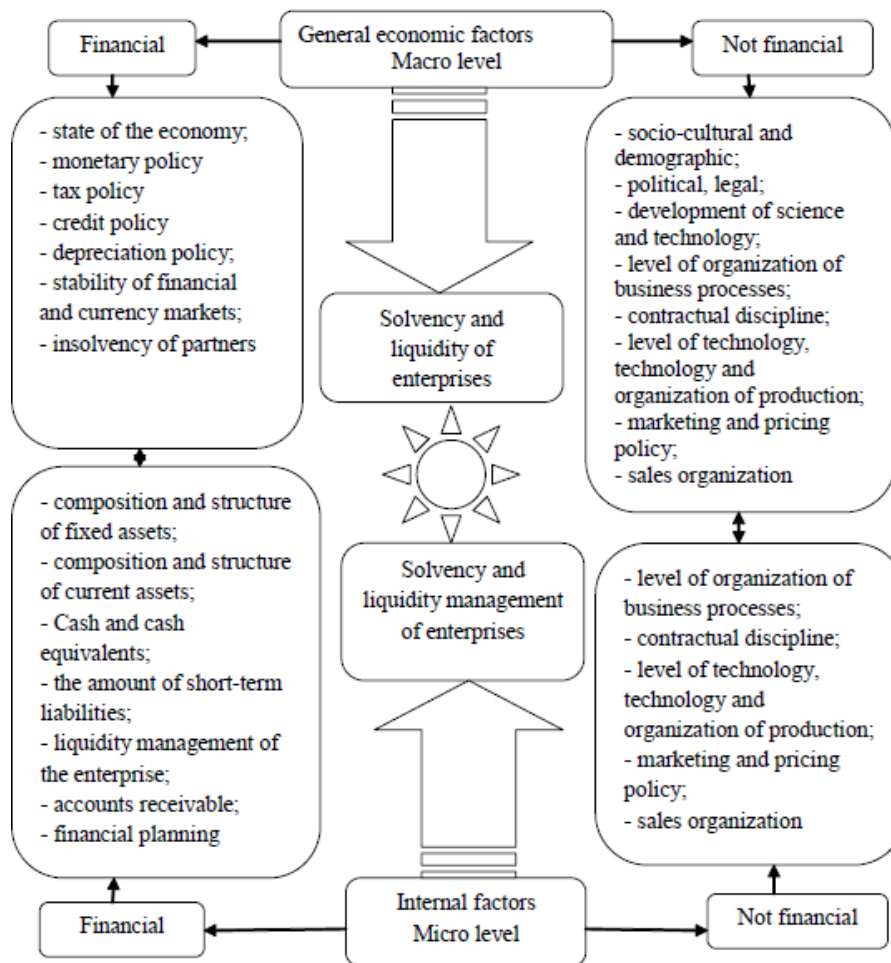 Financial
General economic factors
Macro level
Not financial
- state of the economy;
- monetary policy
- tax policy
- credit policy
- depreciation policy;
- stability of financial
and currency markets;
- insolvency of partners
- socio-cultural and
demographic;
- political, legal;
- development of science
and technology;
- level of organization of
business processes;
- contractual discipline;
- level of technology,
technology and
organization of production;
- marketing and pricing
policy;
- sales organization
Solvency and
liquidity of
enterprises
- composition and structure
of fixed assets;
- composition and structure
of current assets;
- Cash and cash
equivalents;
- the amount of short-term
liabilities;
- liquidity management of
the enterprise;
- accounts receivable;
- financial planning
Solvency and
liquidity management
of enterprises
- level of organization of
business processes;
- contractual discipline;
- level of technology,
technology and
organization of production;
- marketing and pricing
policy;
- sales organization
Financial
Internal factors
Micro level
Not financial